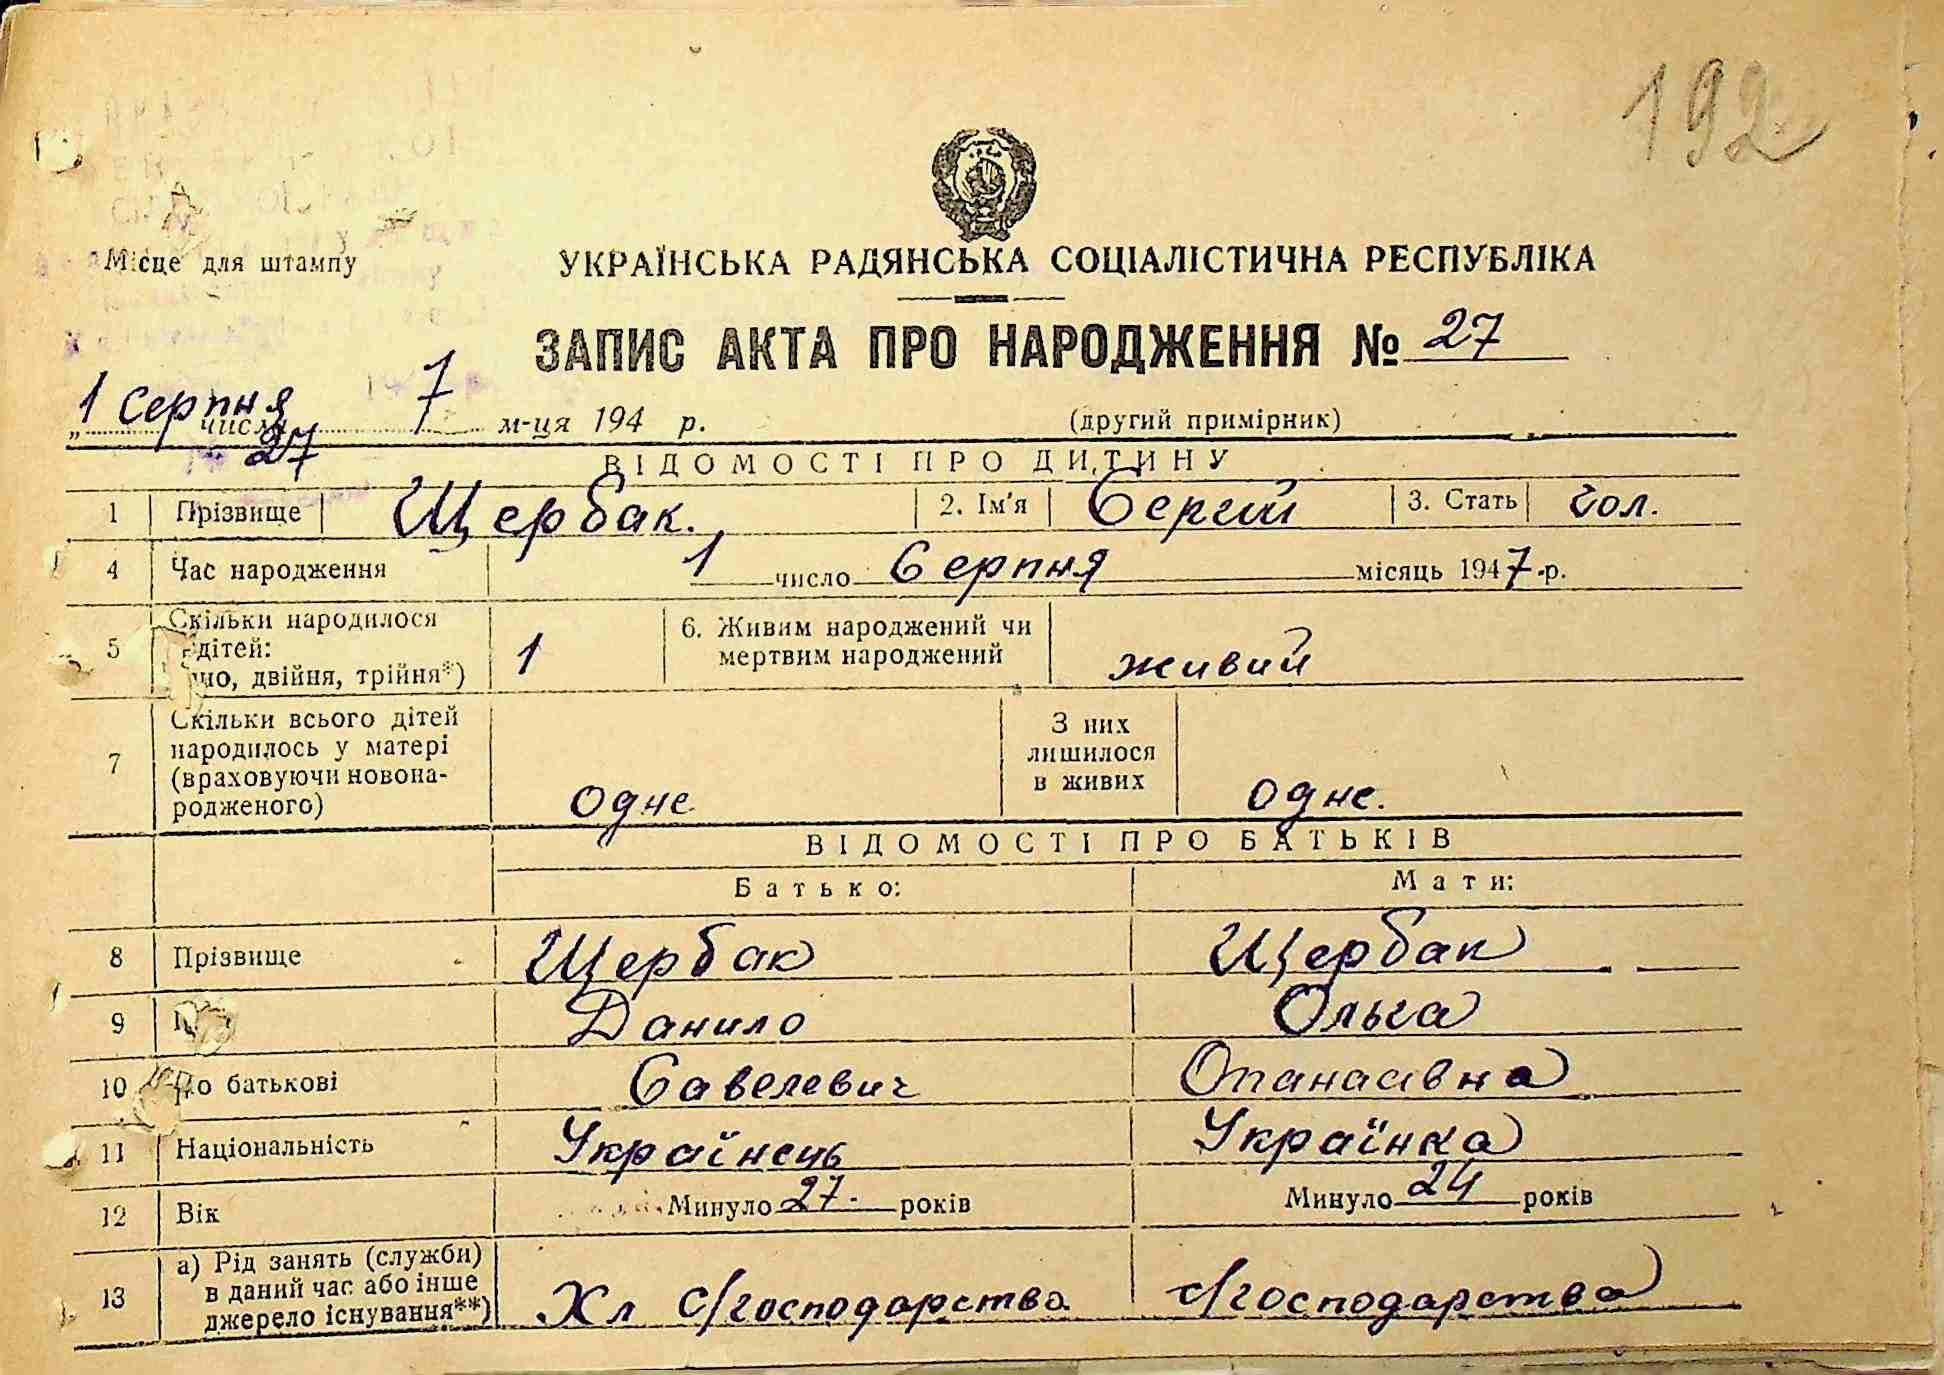 192
Місце для штампу
УКРАЇНСЬКА РАДЯНСЬКА СОЦІАЛІСТИЧНА РЕСПУБЛІКА
ЗАПИС АКТА ПРО НАРОДЖЕННЯ № 27
„1 Серпня 7 м-ця 194 р. (другий примірник)
числа
27
ВІДОМОСТІ ПРО ДИТИНУ
1 Прізвище Щербак. 2. Ім'я Сергій 3. Стать чол.
4 Час народження 1 число Серпня місяць 1947 р.
5 Скільки народилося дітей: двійня, трійня*) 1 6. Живим народжений чи мертвим народжений живий
7 Скільки всього дітей народилось у матері (враховуючи новонародженого) одне З них лишилося в живих одне.
ВІДОМОСТІ ПРО БАТЬКІВ
Батько: Мати:
8 Прізвище Щербак Щербак
9 Данило Ольга
10 По батькові Савелевич Опанасівна
11 Національність Українець Українка
12 Вік Минуло 27. років Минуло 24 років
13 а) Рід занять (служби) в даний час або інше джерело існування**) Хл с/господарства с/господарства